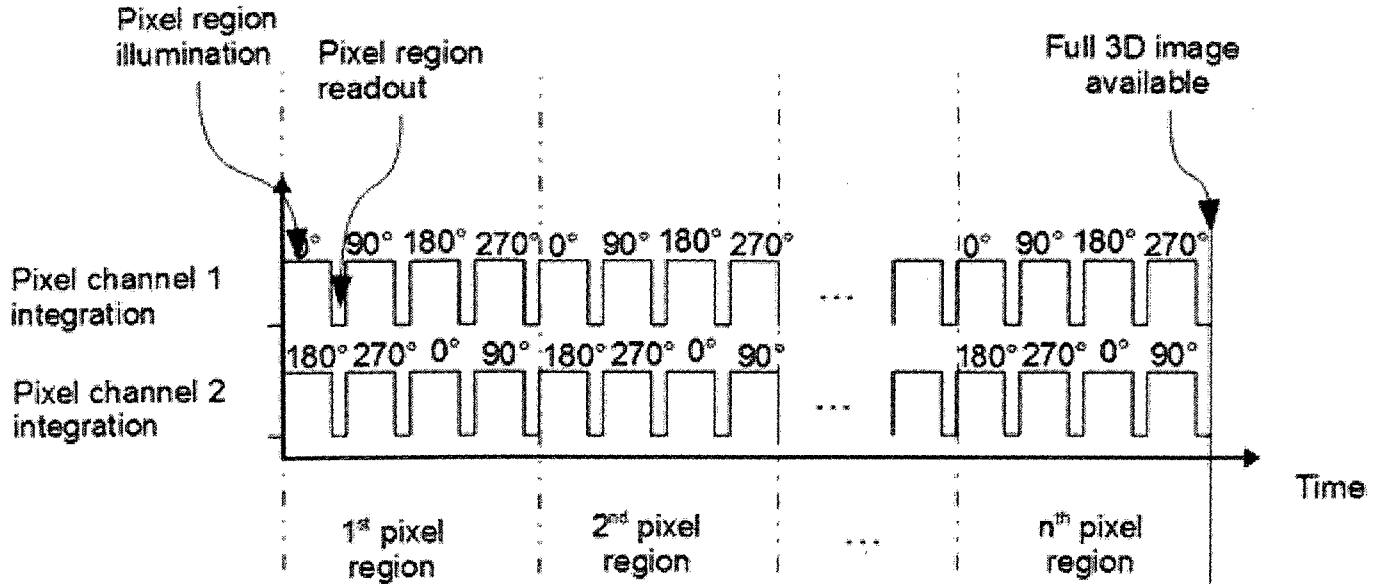 Pixel region
illumination
Pixel region
readout
Full 3D image
available
0° 90° 180° 270° 0° 90° 180° 270° 0° 90° 180° 270°
Pixel channel 1
integration
...
180° 270° 0° 90° 180° 270° 0° 90° 180° 270° 0° 90°
Pixel channel 2
integration
...
Time
1st pixel
region
2nd pixel
region
...
nth pixel
region